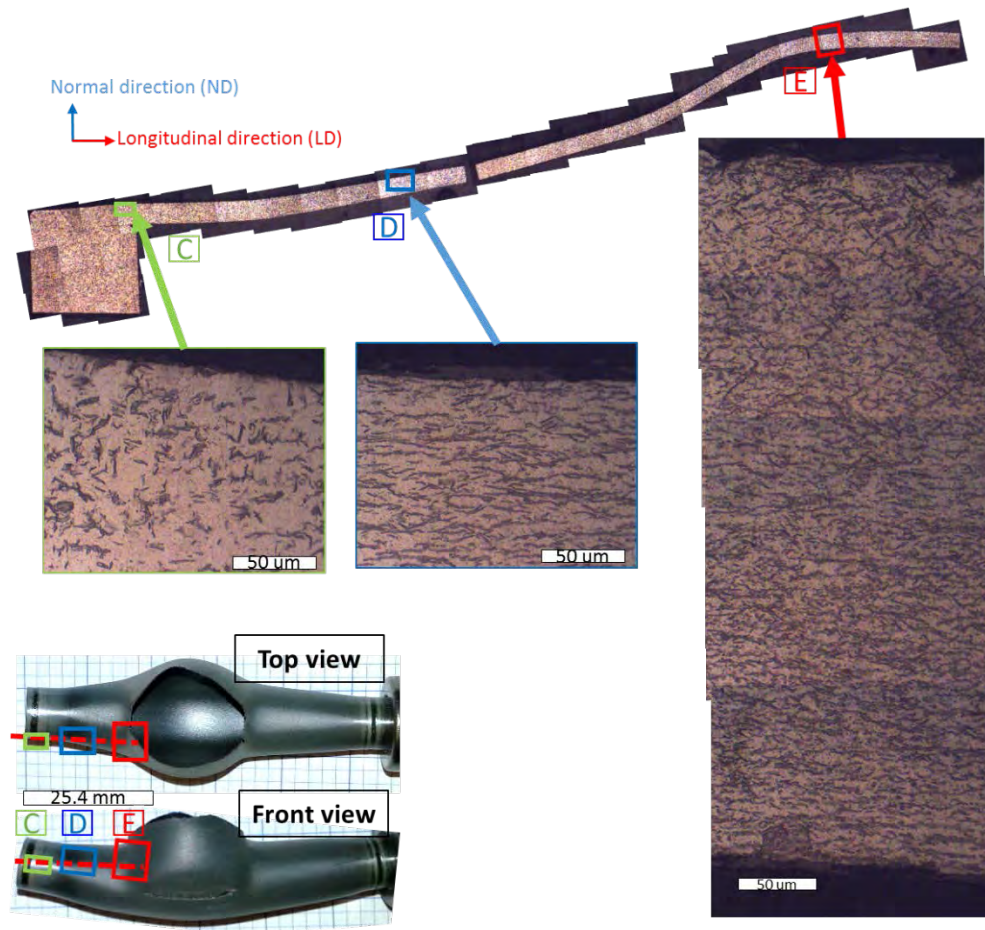 Normal direction (ND)
Longitudinal direction (LD)
E
D
C
50 um
50 um
50 um
Top view
25.4 mm
Front view
C
D
E